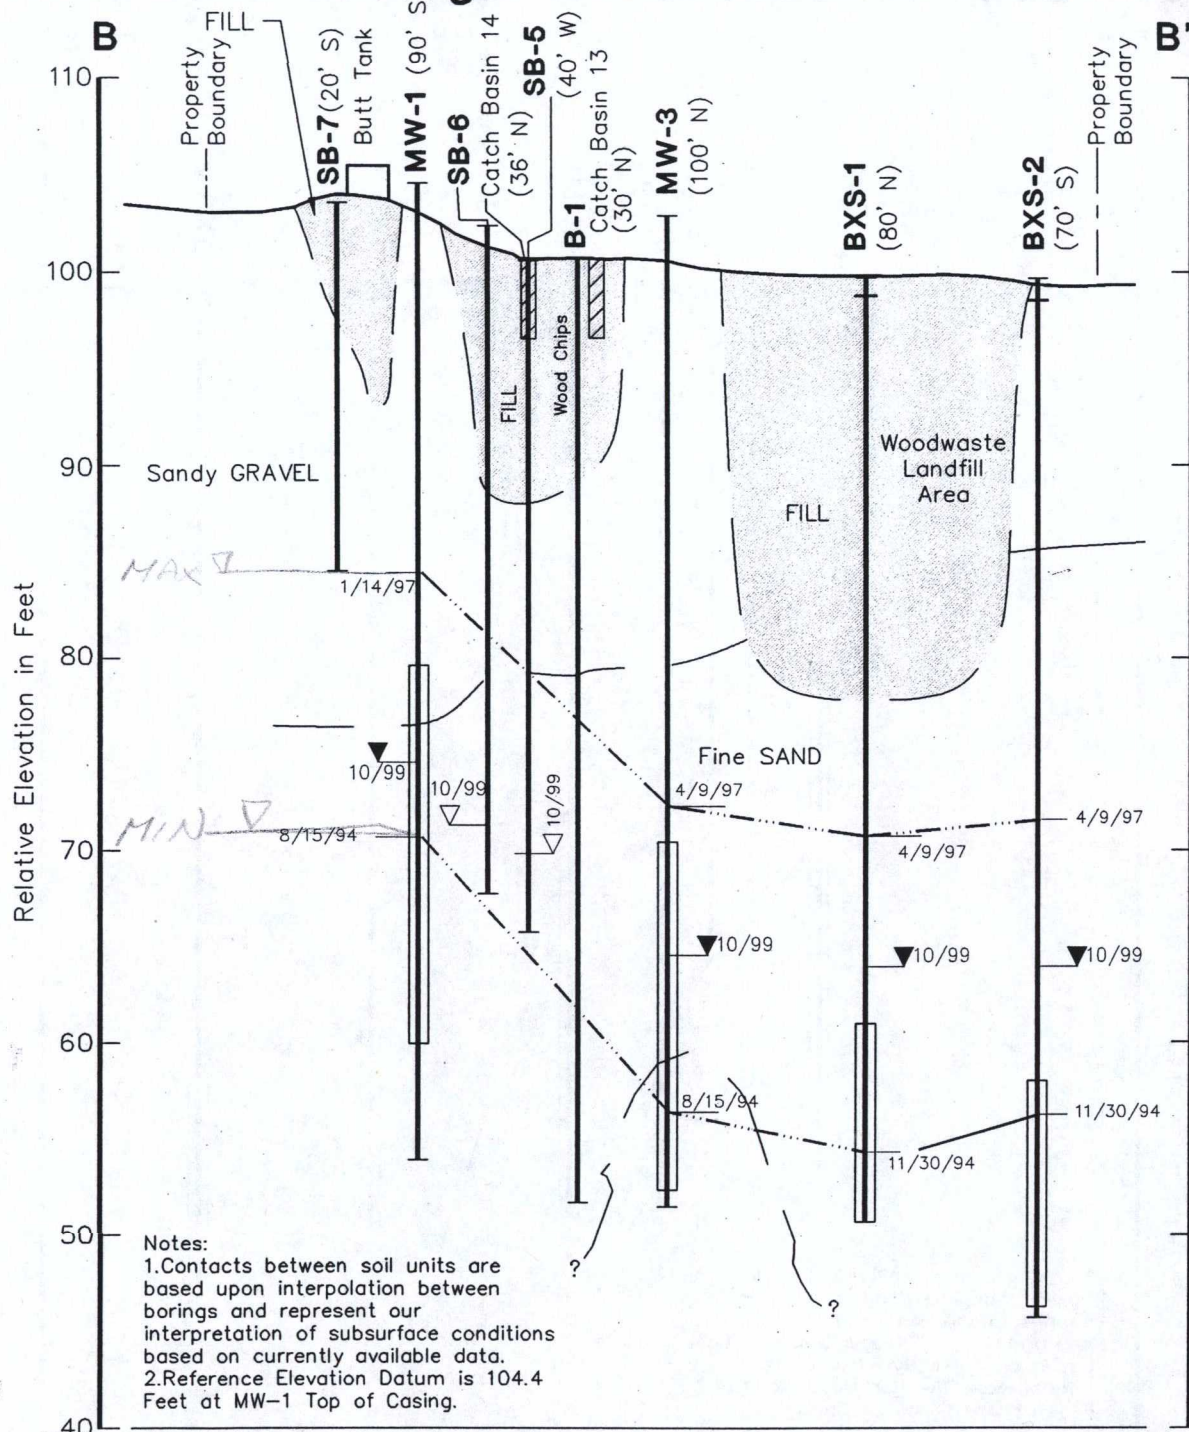 B
B'
FILL
Property
Boundary
SB-7 (20' S)
Butt Tank
MW-1 (90' S
SB-6
Catch Basin 14
(36' N)
SB-5
(40' W)
B-1
Catch Basin 13
(30' N)
MW-3
(100' N)
BXS-1
(80' N)
BXS-2
(70' S)
Property
Boundary
110
100
90
80
70
60
50
40
Relative Elevation in Feet
Sandy GRAVEL
FILL
Wood Chips
FILL
Woodwaste
Landfill
Area
MAX
1/14/97
Fine SAND
10/99
10/99
10/99
MIN
8/15/94
4/9/97
4/9/97
4/9/97
10/99
10/99
10/99
8/15/94
11/30/94
11/30/94
?
?
Notes:
1.Contacts between soil units are
based upon interpolation between
borings and represent our
interpretation of subsurface conditions
based on currently available data.
2.Reference Elevation Datum is 104.4
Feet at MW-1 Top of Casing.